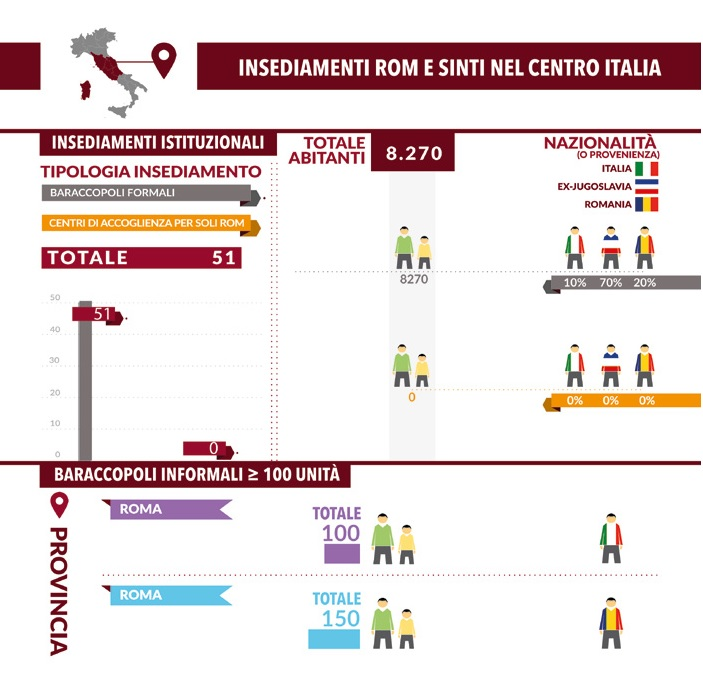 INSEDIAMENTI ROM E SINTI NEL CENTRO ITALIA
INSEDIAMENTI ISTITUZIONALI
TIPOLOGIA INSEDIAMENTO
BARACCOPOLI FORMALI
CENTRI DI ACCOGLIENZA PER SOLI ROM
TOTALE 51
50
40
30
20
10
0
51
0
TOTALE
ABITANTI
8.270
NAZIONALITÀ
(O PROVENIENZA)
ITALIA
EX-JUGOSLAVIA
ROMANIA
8270
10% 70% 20%
0
0% 0% 0%
BARACCOPOLI INFORMALI ≥ 100 UNITÀ
PROVINCIA
ROMA
TOTALE
100
ROMA
TOTALE
150